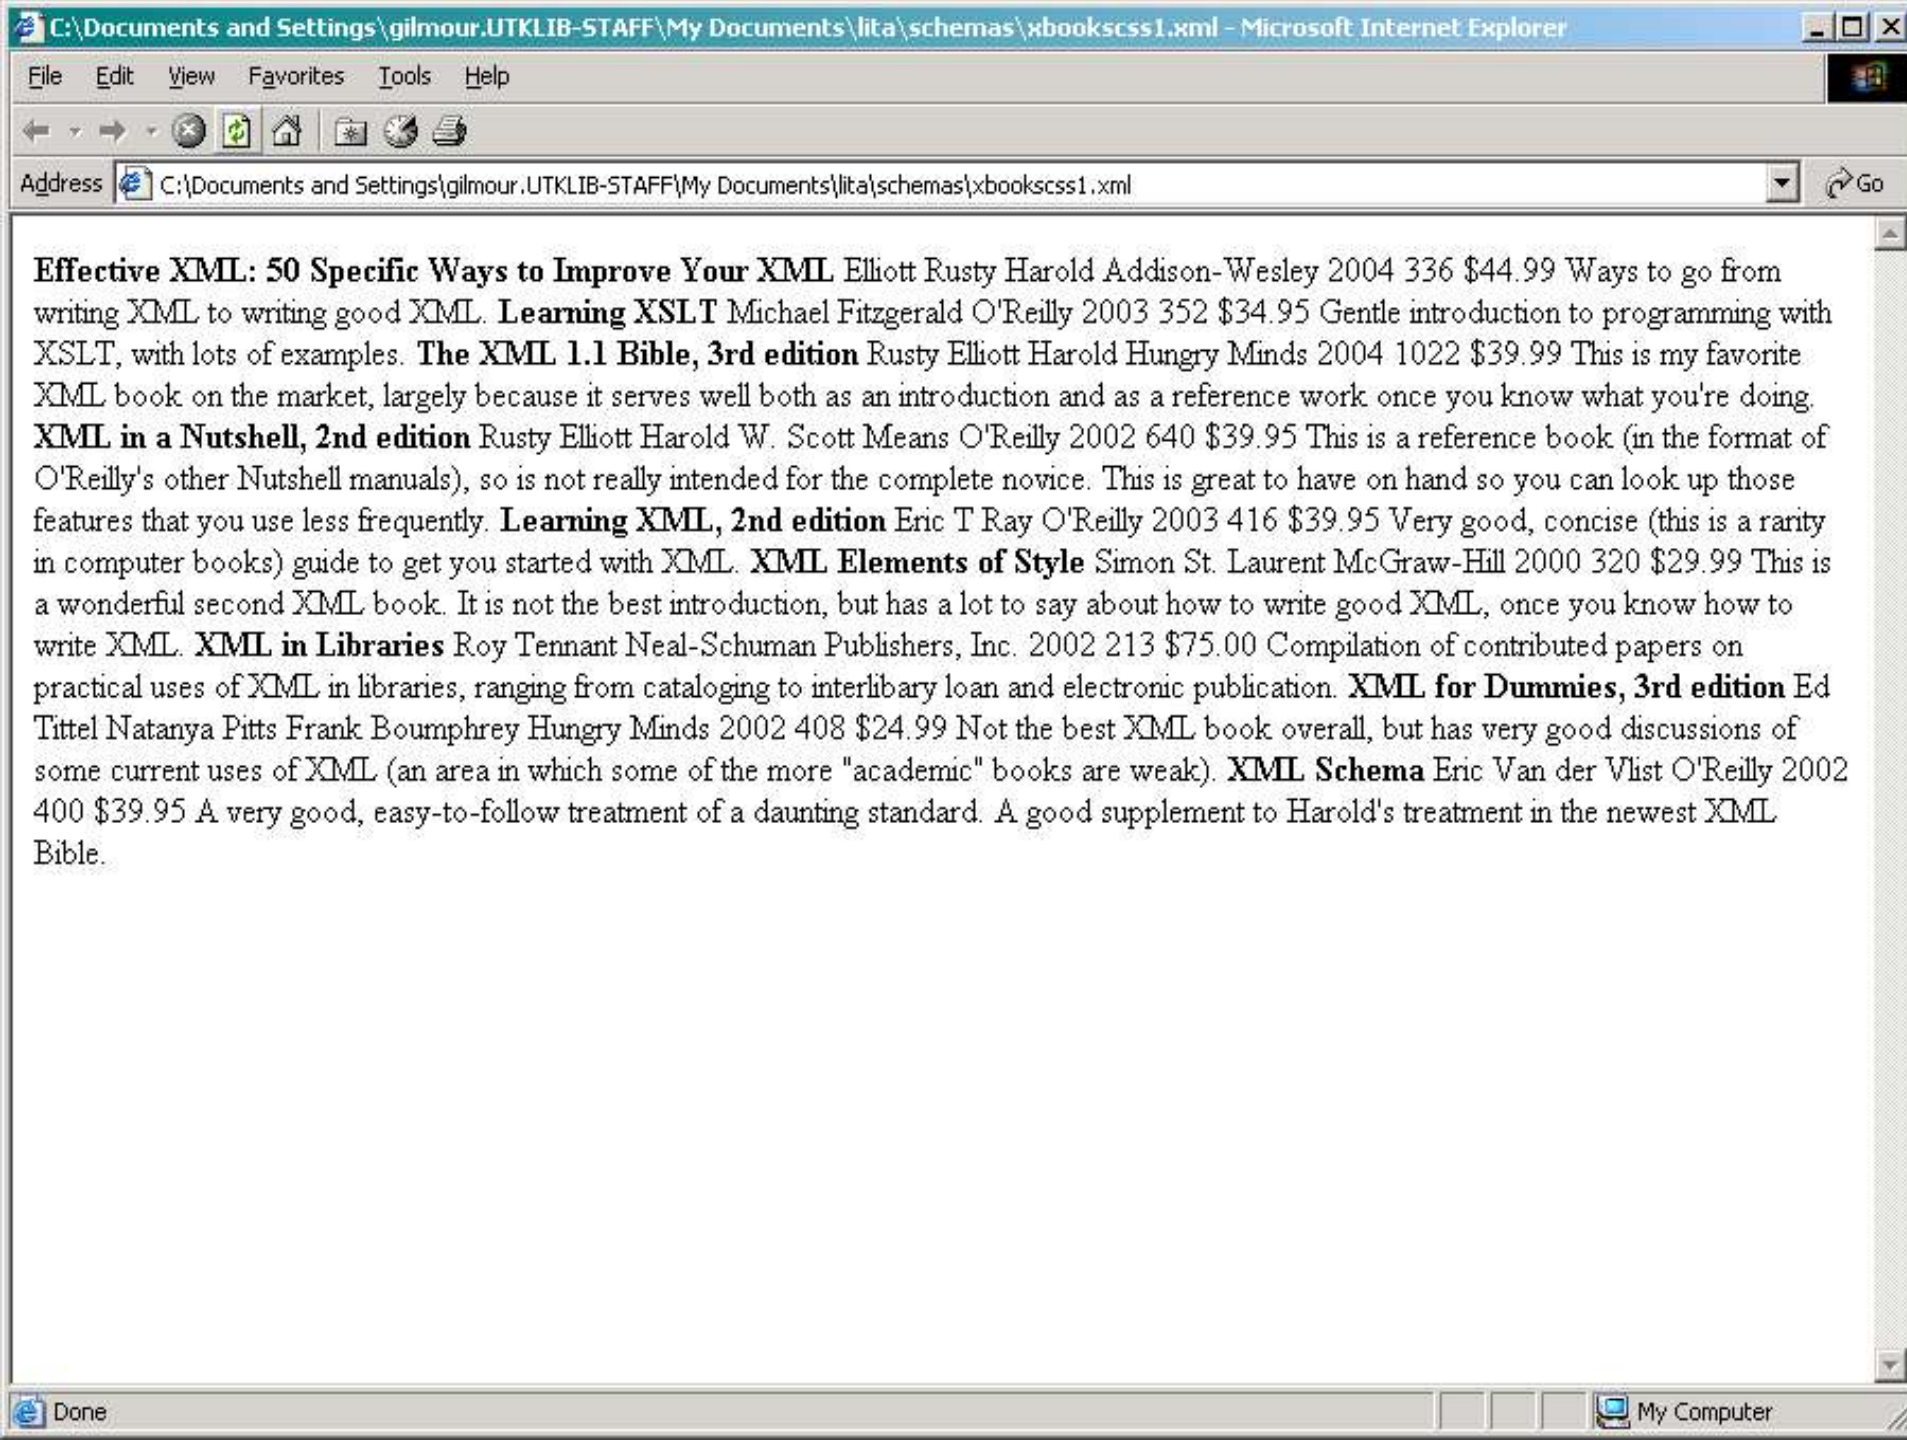 C:\Documents and Settings\gilmour.UTKLIB-STAFF\My Documents\lita\schemas\xbookscss1.xml - Microsoft Internet Explorer
File Edit View Favorites Tools Help
Address C:\Documents and Settings\gilmour.UTKLIB-STAFF\My Documents\lita\schemas\xbookscss1.xml Go
Effective XML: 50 Specific Ways to Improve Your XML Elliott Rusty Harold Addison-Wesley 2004 336 $44.99 Ways to go from
writing XML to writing good XML. Learning XSLT Michael Fitzgerald O'Reilly 2003 352 $34.95 Gentle introduction to programming with
XSLT, with lots of examples. The XML 1.1 Bible, 3rd edition Rusty Elliott Harold Hungry Minds 2004 1022 $39.99 This is my favorite
XML book on the market, largely because it serves well both as an introduction and as a reference work once you know what you're doing.
XML in a Nutshell, 2nd edition Rusty Elliott Harold W. Scott Means O'Reilly 2002 640 $39.95 This is a reference book (in the format of
O'Reilly's other Nutshell manuals), so is not really intended for the complete novice. This is great to have on hand so you can look up those
features that you use less frequently. Learning XML, 2nd edition Eric T Ray O'Reilly 2003 416 $39.95 Very good, concise (this is a rarity
in computer books) guide to get you started with XML. XML Elements of Style Simon St. Laurent McGraw-Hill 2000 320 $29.99 This is
a wonderful second XML book. It is not the best introduction, but has a lot to say about how to write good XML, once you know how to
write XML. XML in Libraries Roy Tennant Neal-Schuman Publishers, Inc. 2002 213 $75.00 Compilation of contributed papers on
practical uses of XML in libraries, ranging from cataloging to interlibary loan and electronic publication. XML for Dummies, 3rd edition Ed
Tittel Natanya Pitts Frank Boumphrey Hungry Minds 2002 408 $24.99 Not the best XML book overall, but has very good discussions of
some current uses of XML (an area in which some of the more "academic" books are weak). XML Schema Eric Van der Vlist O'Reilly 2002
400 $39.95 A very good, easy-to-follow treatment of a daunting standard. A good supplement to Harold's treatment in the newest XML
Bible.
Done My Computer